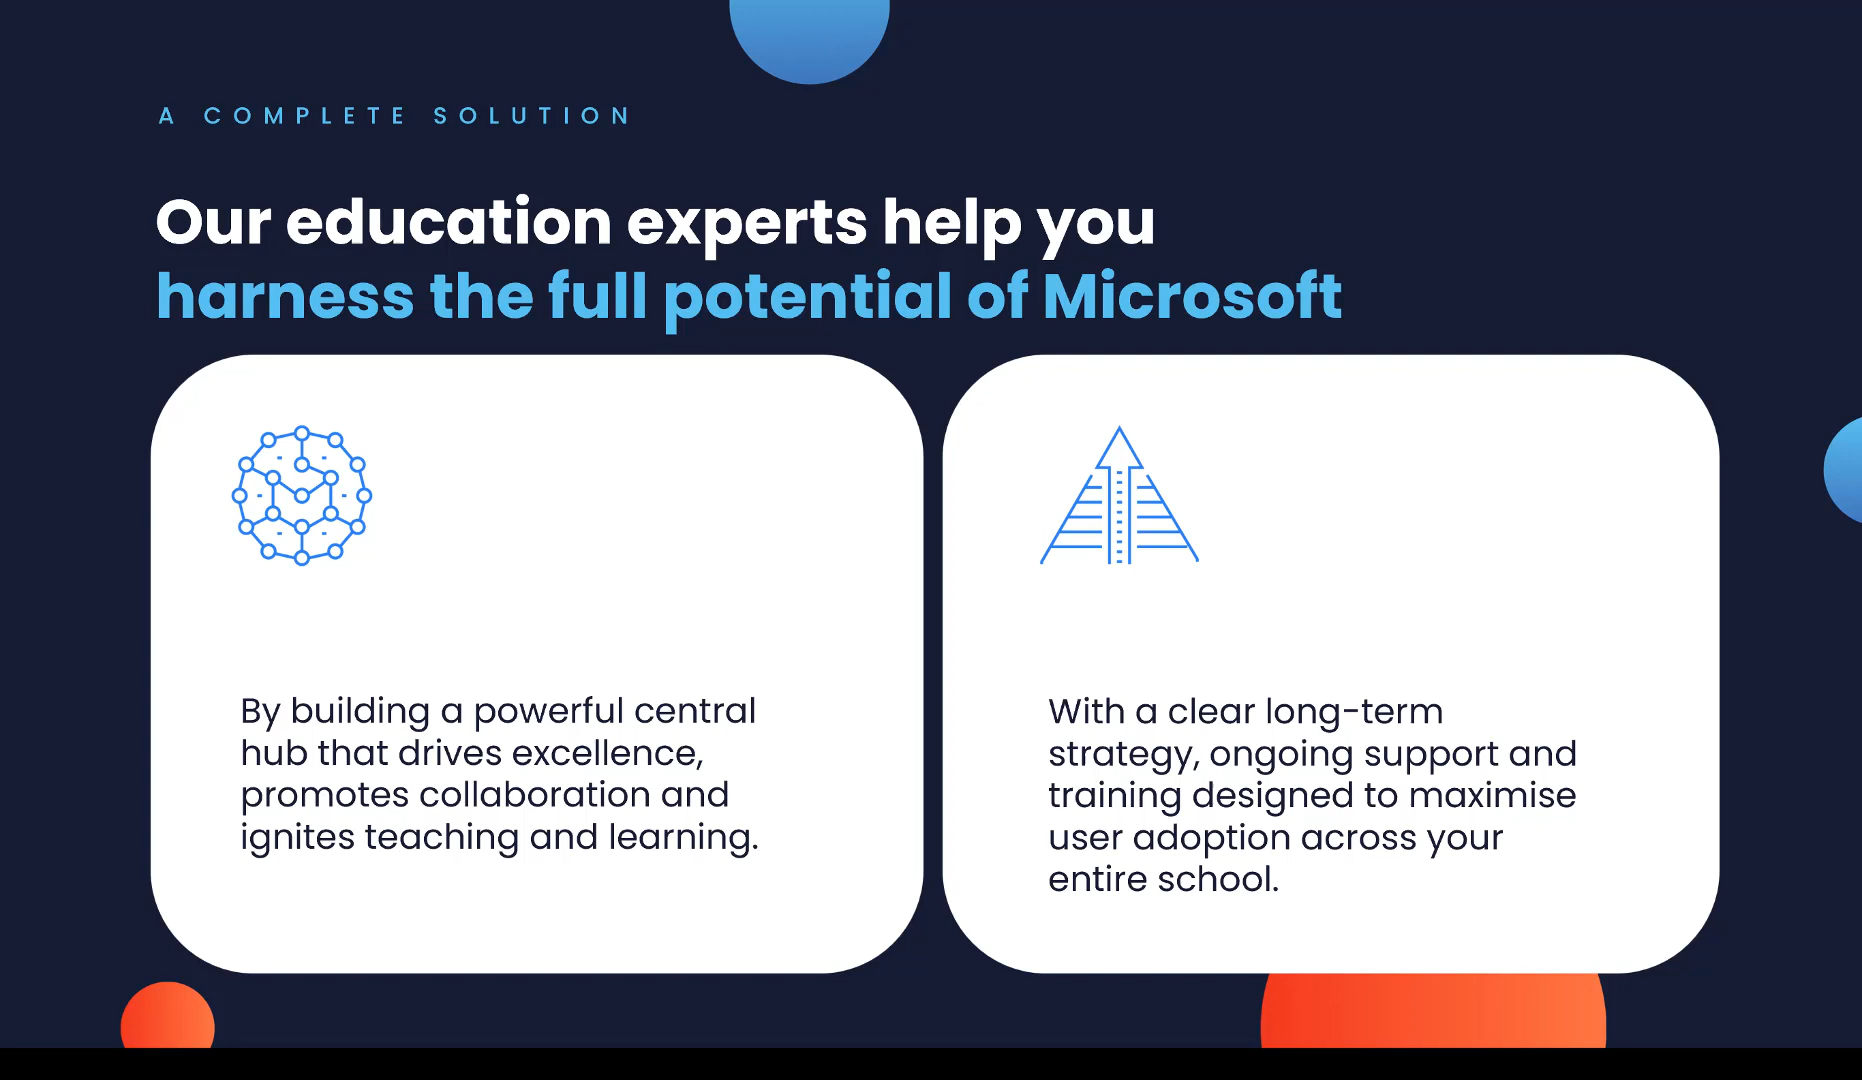 A COMPLETE SOLUTION
Our education experts help you
harness the full potential of Microsoft
By building a powerful central
hub that drives excellence,
promotes collaboration and
ignites teaching and learning.
With a clear long-term
strategy, ongoing support and
training designed to maximise
user adoption across your
entire school.